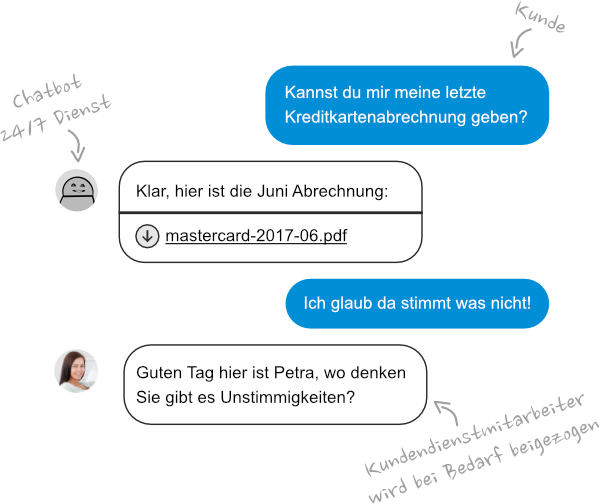 Kunde
Kannst du mir meine letzte
Kreditkartenabrechnung geben?
Chatbot
24/7 Dienst
Klar, hier ist die Juni Abrechnung:
mastercard-2017-06.pdf
Ich glaub da stimmt was nicht!
Guten Tag hier ist Petra, wo denken
Sie gibt es Unstimmigkeiten?
Kundendienstmitarbeiter
wird bei Bedarf beigezogen